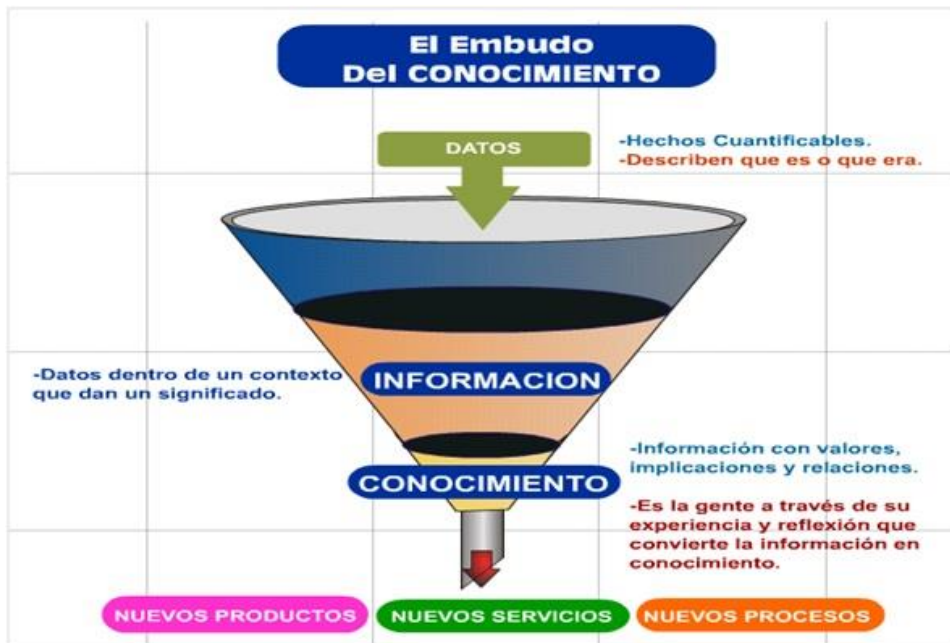 El Embudo
Del CONOCIMIENTO
DATOS
-Hechos Cuantificables.
-Describen que es o que era.
-Datos dentro de un contexto
que dan un significado.
INFORMACION
-Información con valores,
implicaciones y relaciones.
CONOCIMIENTO
-Es la gente a través de su
experiencia y reflexión que
convierte la información en
conocimiento.
NUEVOS PRODUCTOS
NUEVOS SERVICIOS
NUEVOS PROCESOS